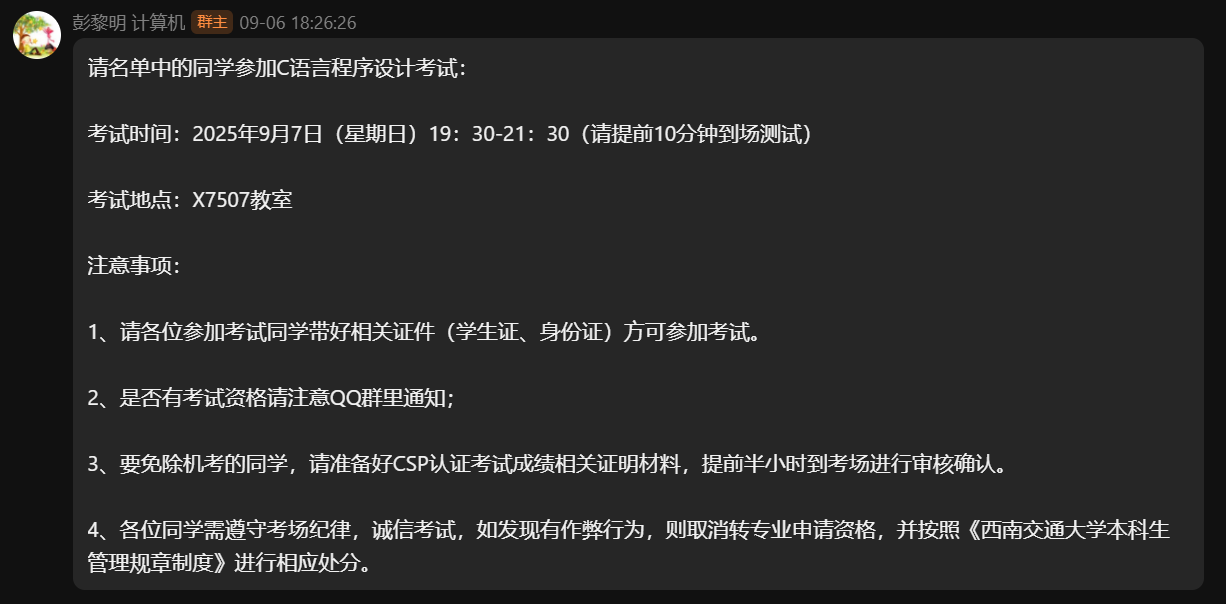 彭黎明 计算机 群主 09-06 18:26:26
请名单中的同学参加C语言程序设计考试：
考试时间：2025年9月7日（星期日）19：30-21：30（请提前10分钟到场测试）
考试地点：X7507教室
注意事项：
1、请各位参加考试同学带好相关证件（学生证、身份证）方可参加考试。
2、是否有考试资格请注意QQ群里通知；
3、要免除机考的同学，请准备好CSP认证考试成绩相关证明材料，提前半小时到考场进行审核确认。
4、各位同学需遵守考场纪律，诚信考试，如发现有作弊行为，则取消转专业申请资格，并按照《西南交通大学本科生
管理规章制度》进行相应处分。